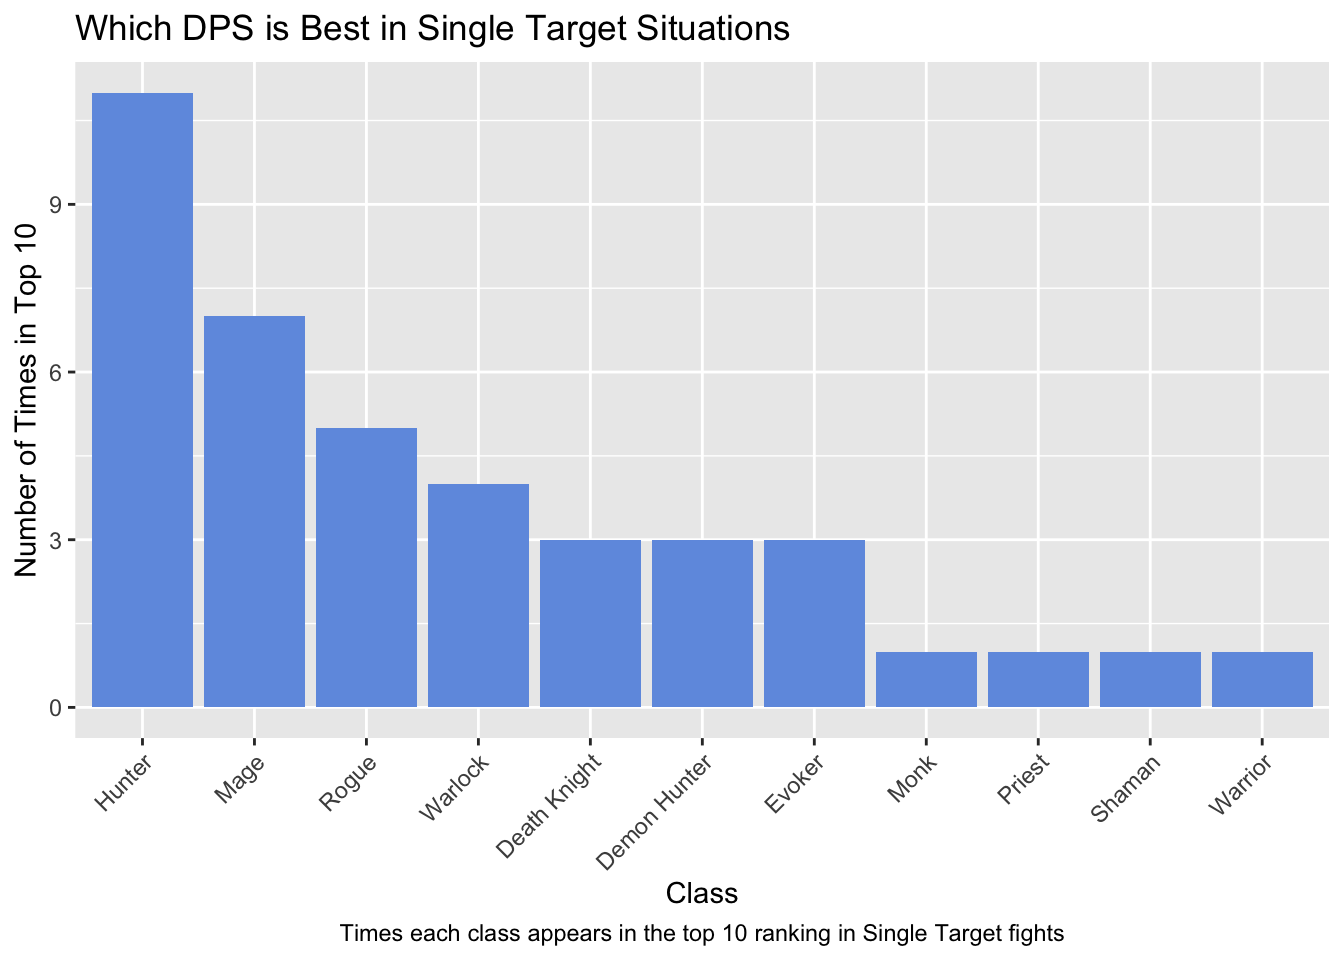 Which DPS is Best in Single Target Situations
Number of Times in Top 10
9
6
3
0
Hunter
Mage
Rogue
Warlock
Death Knight
Demon Hunter
Evoker
Monk
Priest
Shaman
Warrior
Class
Times each class appears in the top 10 ranking in Single Target fights